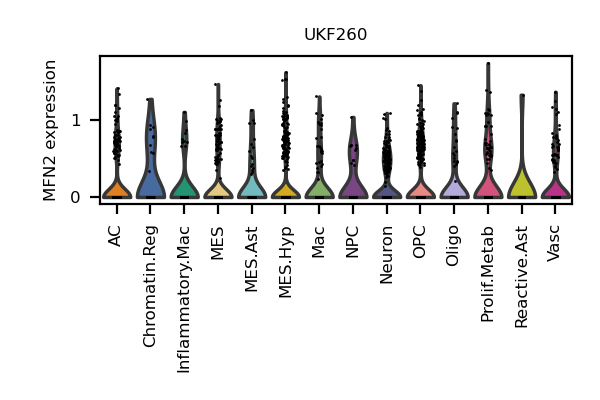 UKF260
MFN2 expression
1
0
AC
Chromatin.Reg
Inflammatory.Mac
MES
MES.Ast
MES.Hyp
Mac
NPC
Neuron
OPC
Oligo
Prolif.Metab
Reactive.Ast
Vasc